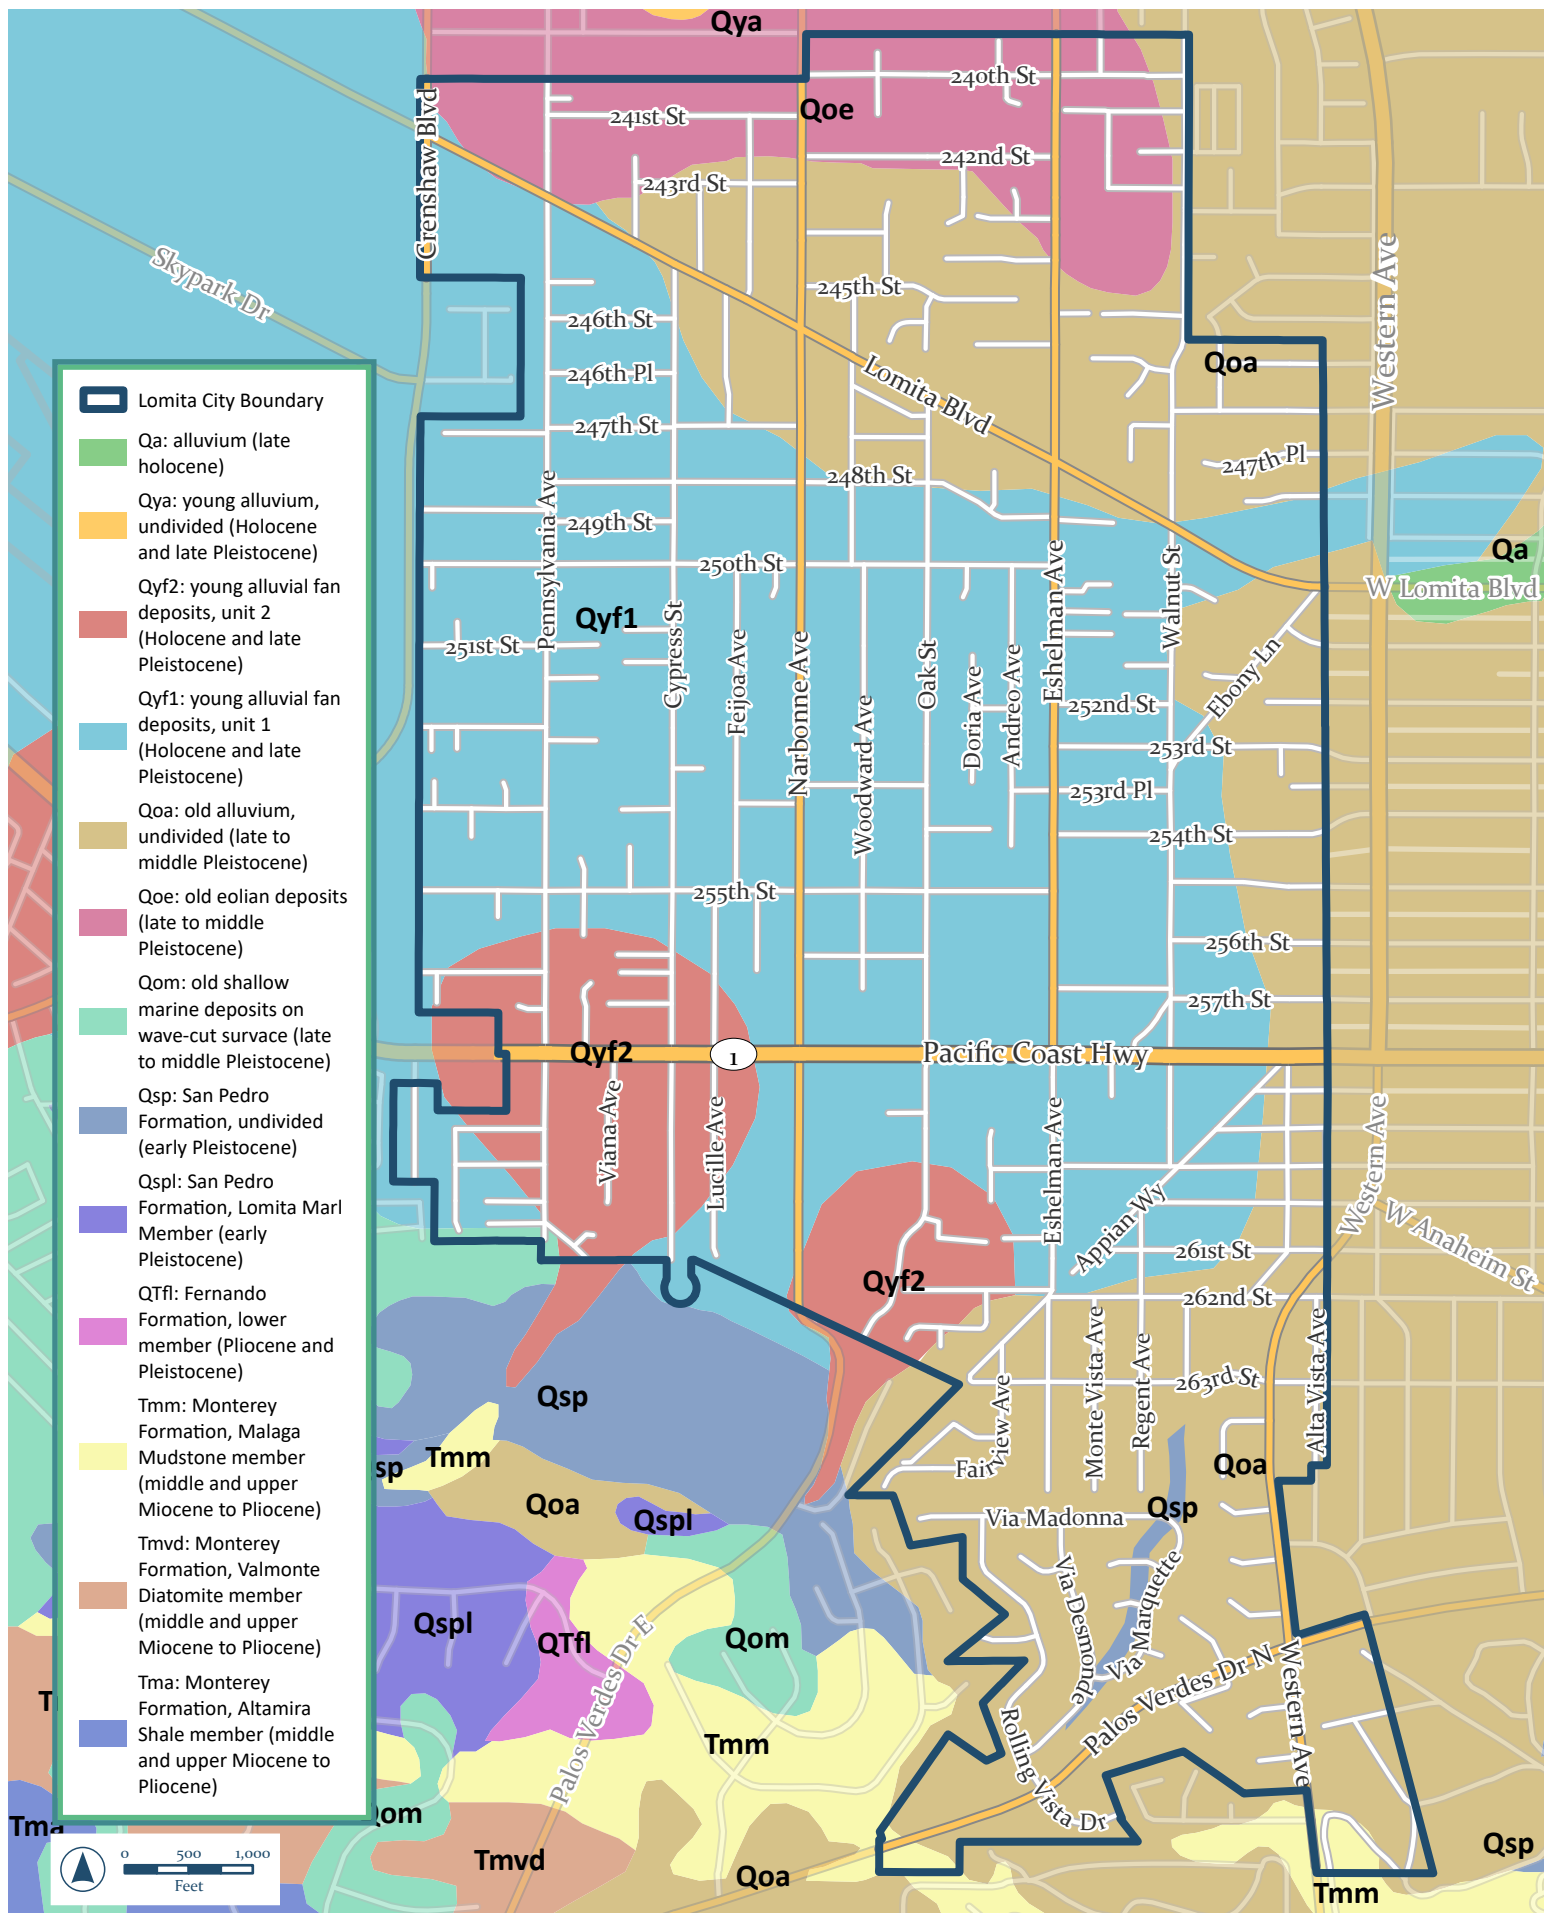 Qya
240th St
Qoe
241st St
Crenshaw Blvd
242nd St
243rd St
Skypark Dr
Western Ave
245th St
246th St
Qoa
246th Pl
Lomita Blvd
247th St
247th Pl
248th St
249th St
Pennsylvania Ave
Qa
250th St
W Lomita Blvd
Qyf1
Cypress St
Feijoa Ave
Narbonne Ave
Woodward Ave
Oak St
Doria Ave
Andreo Ave
Eshelman Ave
Walnut St
Ebony Ln
251st St
252nd St
253rd St
253rd Pl
254th St
255th St
256th St
257th St
Qyf2
1
Pacific Coast Hwy
Viana Ave
Lucille Ave
Eshelman Ave
Appian Wy
Western Ave
W Anaheim St
261st St
Qyf2
262nd St
Monte Vista Ave
Regent Ave
263rd St
Alta Vista Ave
Fairview Ave
Qsp
Tmm
sp
Qoa
Qoa
Qspl
Qsp
Via Madonna
Via Desmonde
Via Marquette
Qspl
QTfl
Qom
Palos Verdes Dr E
Palos Verdes Dr N
Western Ave
Rolling Vista Dr
Tmm
Qom
Tma
Tmvd
Qoa
Qsp
Tmm
Lomita City Boundary
Qa: alluvium (late
holocene)
Qya: young alluvium,
undivided (Holocene
and late Pleistocene)
Qyf2: young alluvial fan
deposits, unit 2
(Holocene and late
Pleistocene)
Qyf1: young alluvial fan
deposits, unit 1
(Holocene and late
Pleistocene)
Qoa: old alluvium,
undivided (late to
middle Pleistocene)
Qoe: old eolian deposits
(late to middle
Pleistocene)
Qom: old shallow
marine deposits on
wave-cut survace (late
to middle Pleistocene)
Qsp: San Pedro
Formation, undivided
(early Pleistocene)
Qspl: San Pedro
Formation, Lomita Marl
Member (early
Pleistocene)
QTfl: Fernando
Formation, lower
member (Pliocene and
Pleistocene)
Tmm: Monterey
Formation, Malaga
Mudstone member
(middle and upper
Miocene to Pliocene)
Tmvd: Monterey
Formation, Valmonte
Diatomite member
(middle and upper
Miocene to Pliocene)
Tma: Monterey
Formation, Altamira
Shale member (middle
and upper Miocene to
Pliocene)
0 500 1,000
Feet